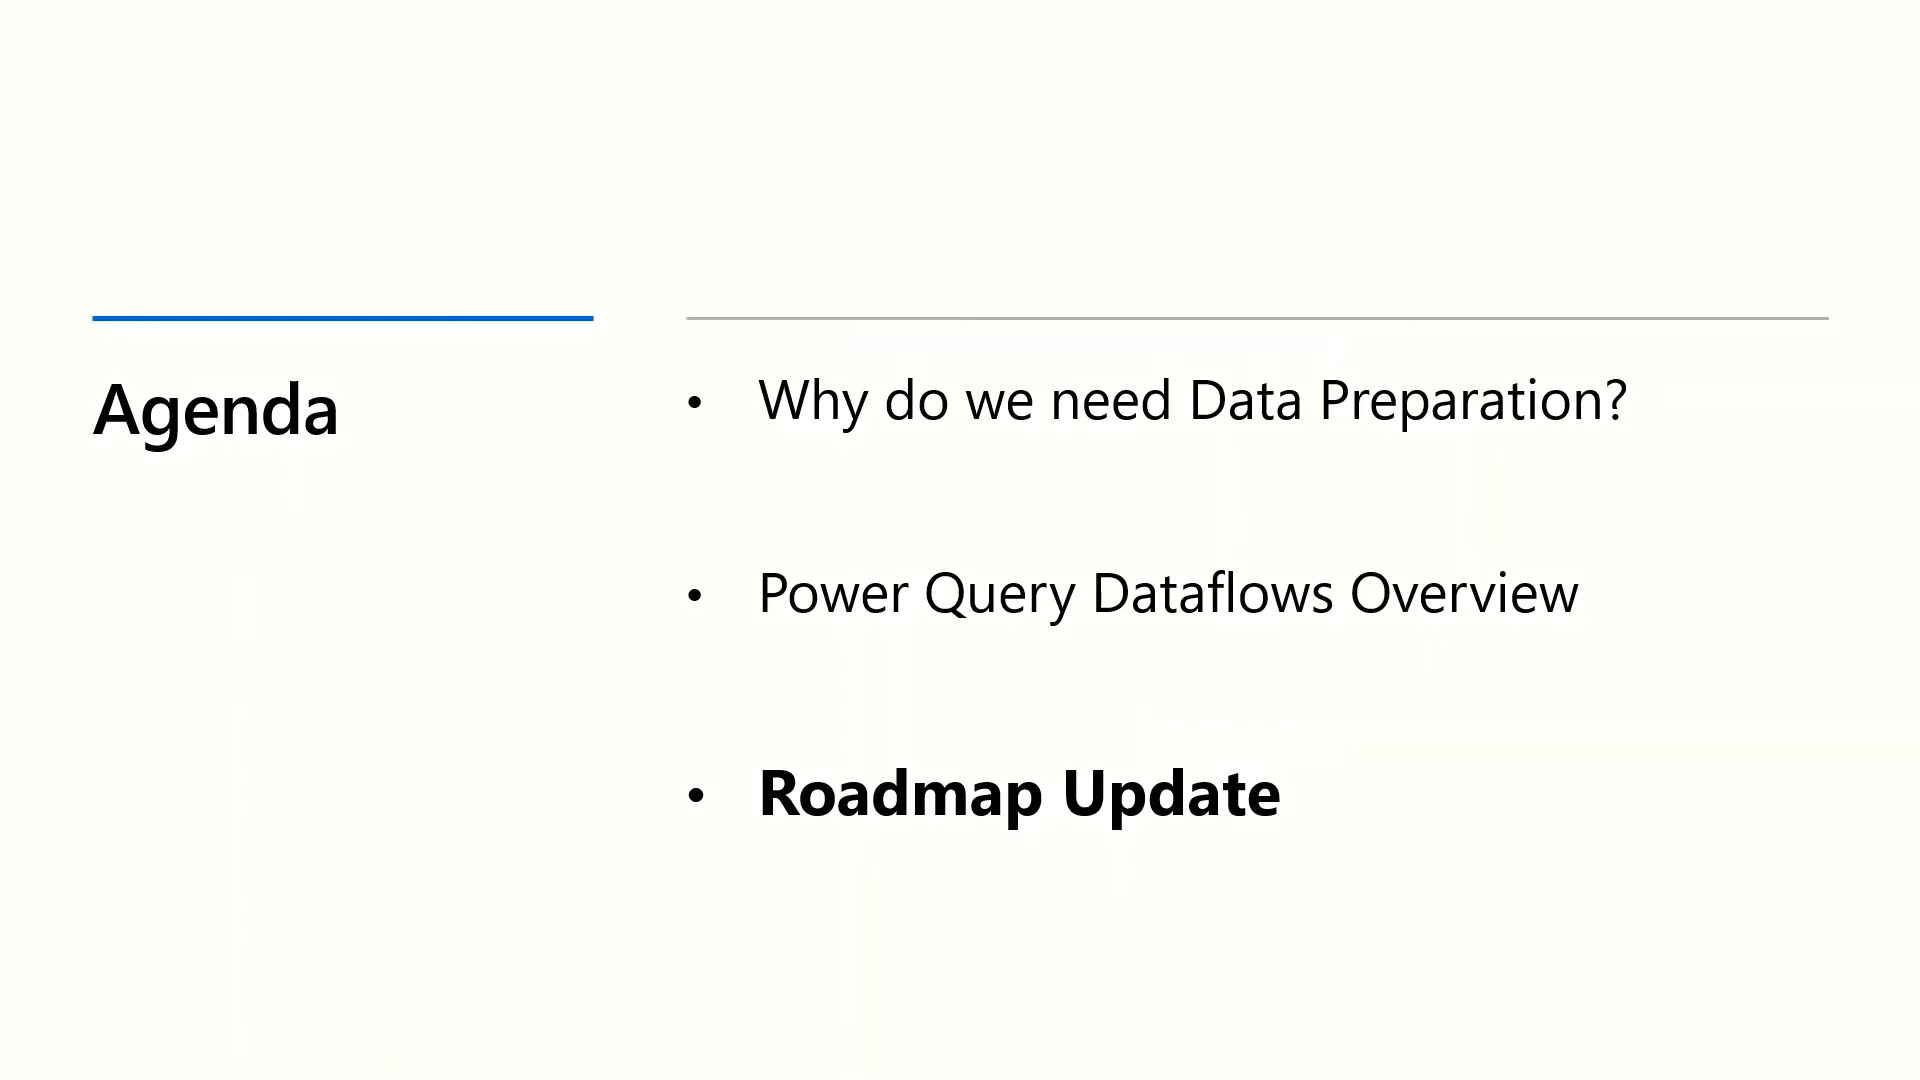 Agenda
• Why do we need Data Preparation?
• Power Query Dataflows Overview
• Roadmap Update